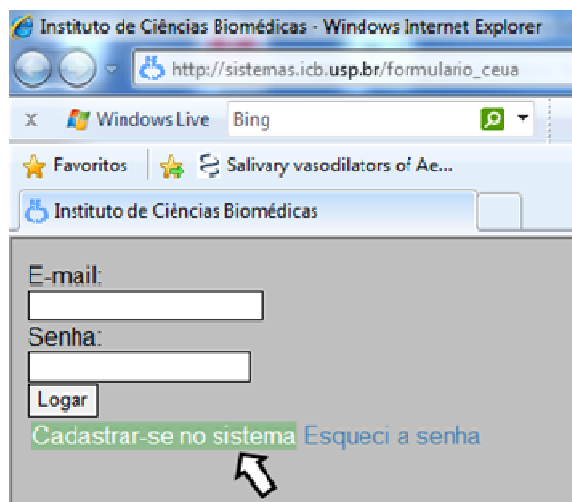 Instituto de Ciências Biomédicas - Windows Internet Explorer
http://sistemas.icb.usp.br/formulario_ceua
x Windows Live Bing
Favoritos Salivary vasodilators of Ae...
Instituto de Ciências Biomédicas
E-mail:
Senha:
Logar
Cadastrar-se no sistema Esqueci a senha